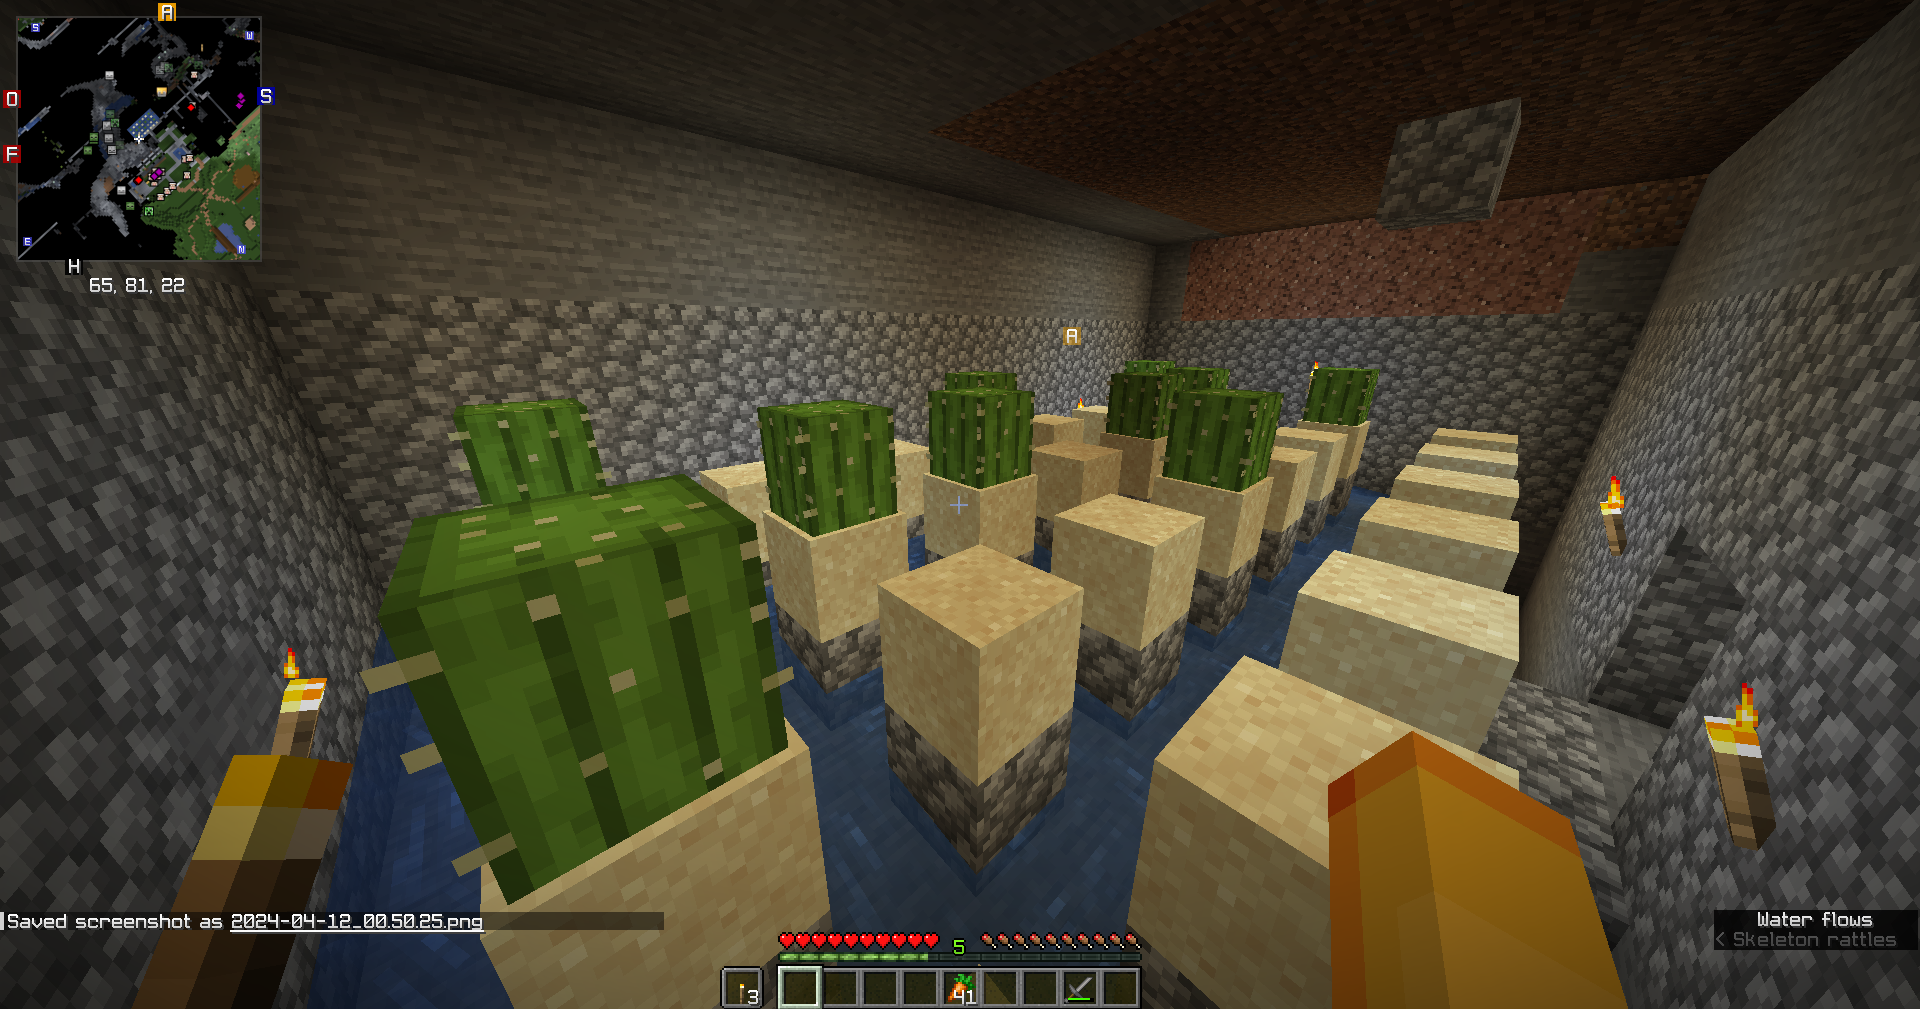 A
S
W
O
S
F
E
N
H
65, 81, 22
A
Saved screenshot as 2024-04-12_00.50.25.png
Water flows
< Skeleton rattles
5
3
41